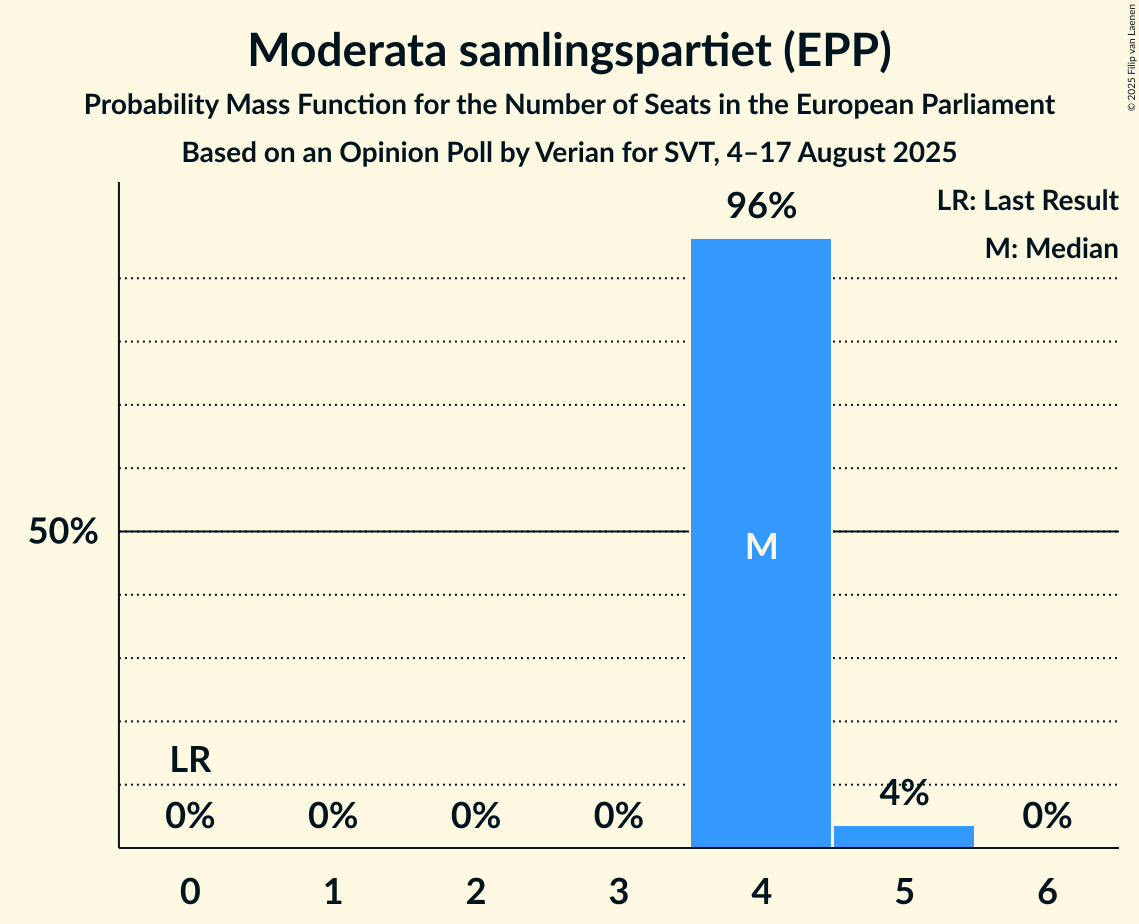 Moderata samlingspartiet (EPP)
Probability Mass Function for the Number of Seats in the European Parliament
Based on an Opinion Poll by Verian for SVT, 4–17 August 2025
© 2025 Filip van Laenen
LR: Last Result
M: Median
96%
50%
M
LR
0%
0%
0%
0%
4%
0%
0
1
2
3
4
5
6